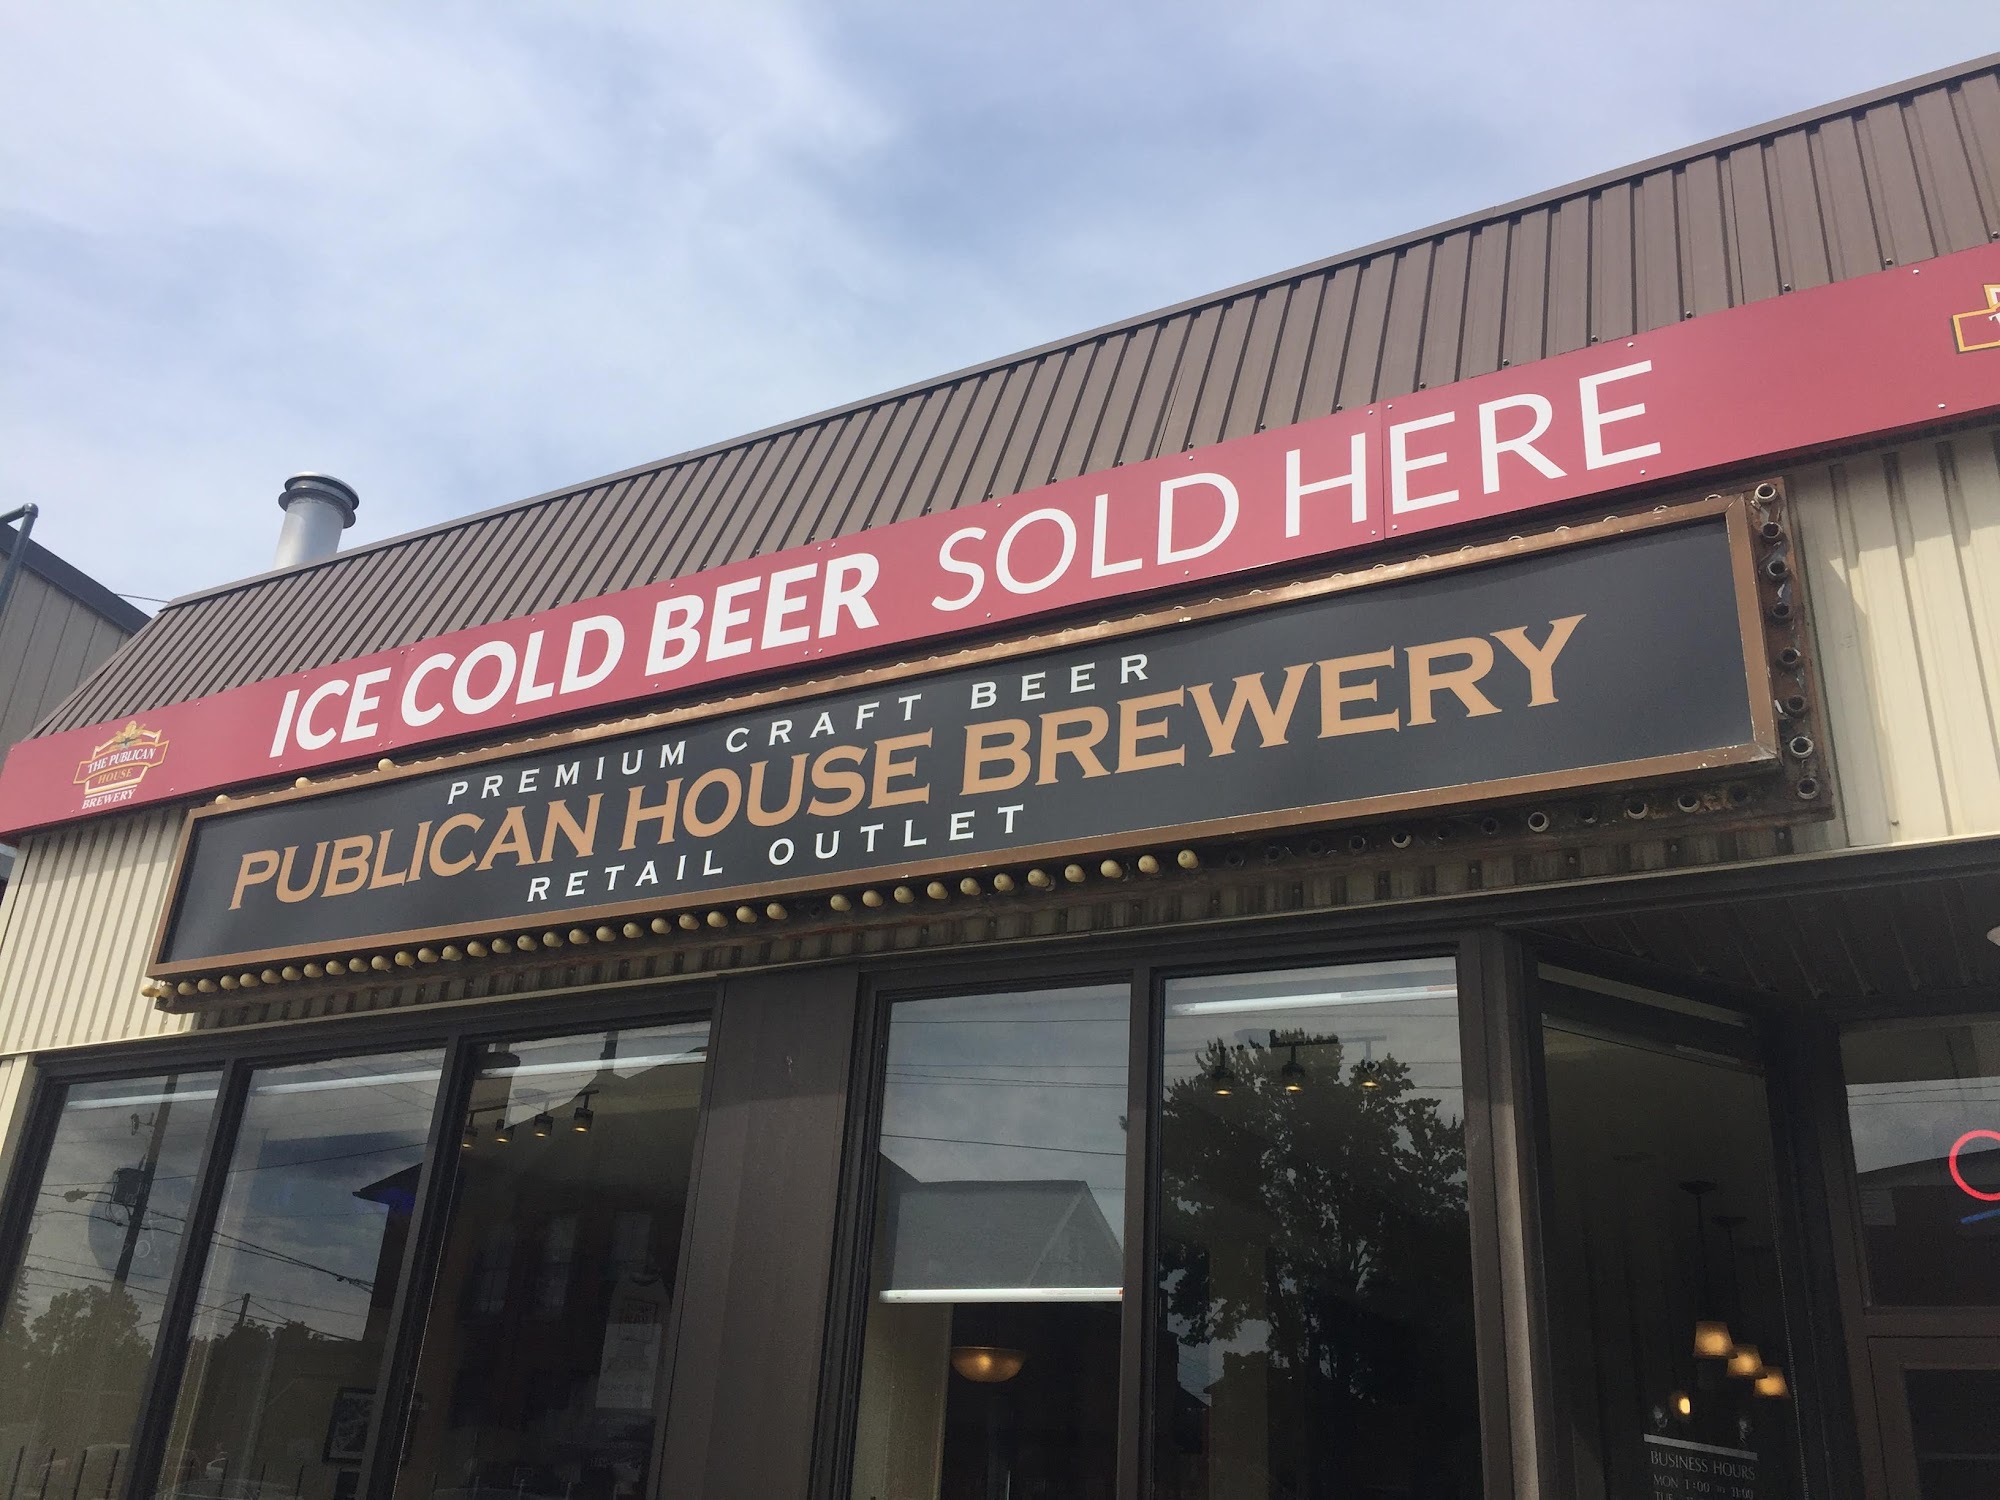 ICE COLD BEER SOLD HERE
THE PUBLICAN
HOUSE
BREWERY
PREMIUM CRAFT BEER
PUBLICAN HOUSE BREWERY
RETAIL OUTLET
BUSINESS HOURS
MON